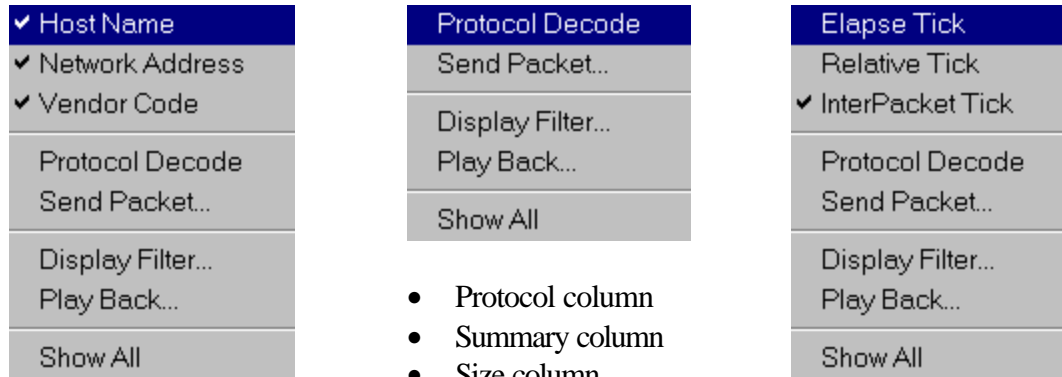 ✔ Host Name
✔ Network Address
✔ Vendor Code
Protocol Decode
Send Packet...
Display Filter...
Play Back...
Show All
Protocol Decode
Send Packet...
Display Filter...
Play Back...
Show All
• Protocol column
• Summary column
• Size column
Elapse Tick
Relative Tick
✔ InterPacket Tick
Protocol Decode
Send Packet...
Display Filter...
Play Back...
Show All